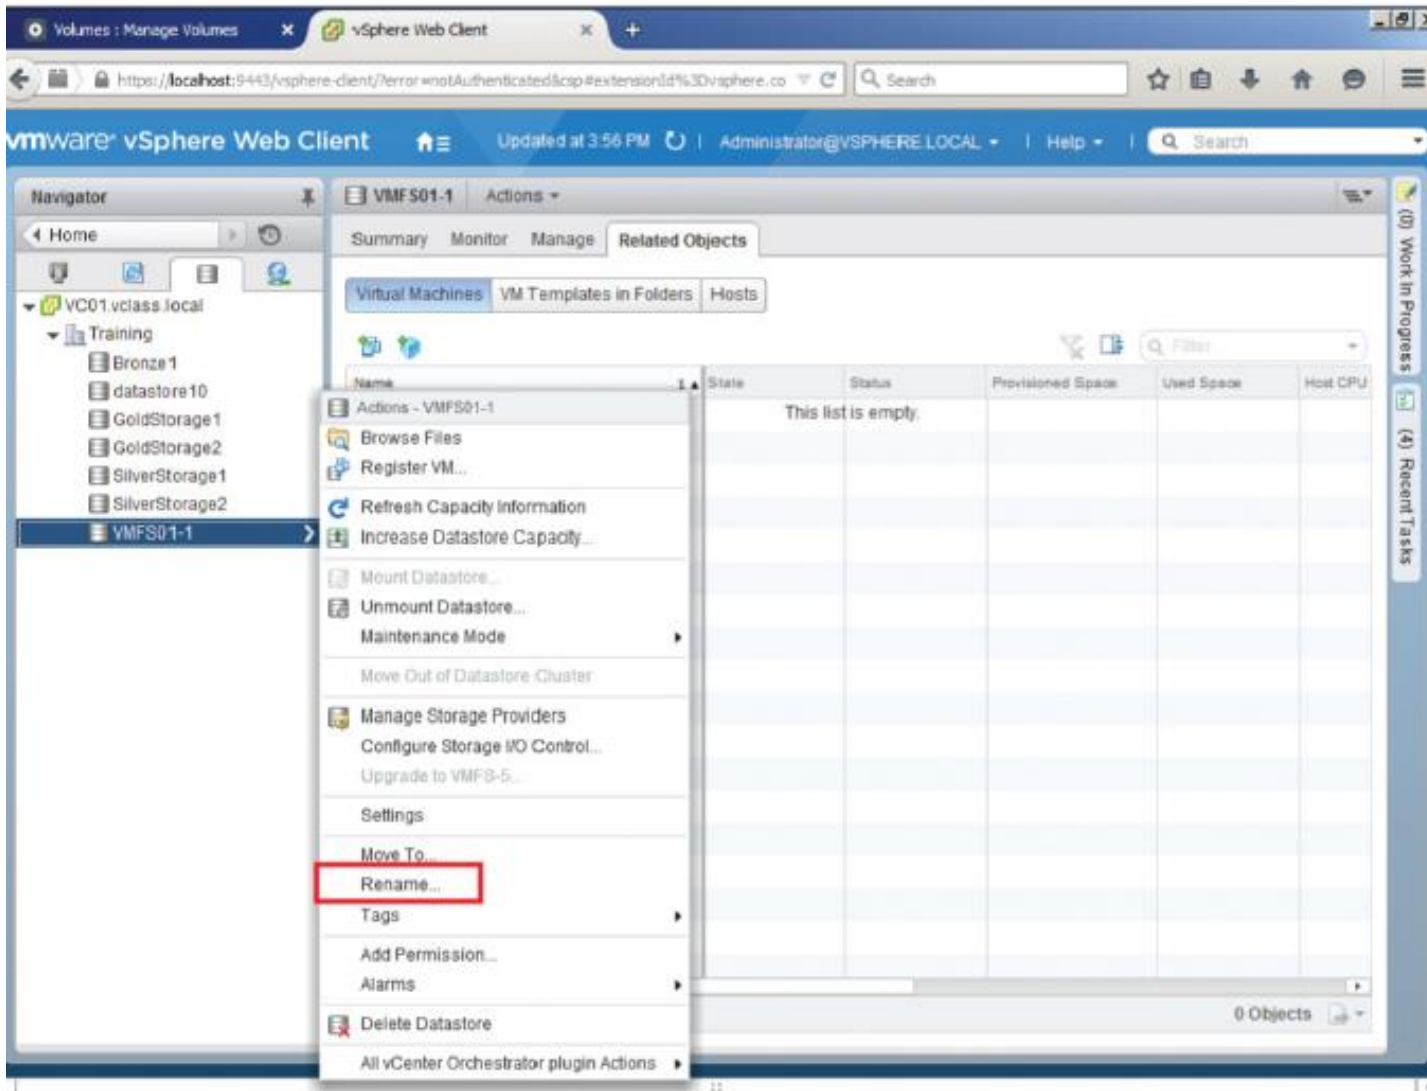 Volumes : Manage Volumes
vSphere Web Client
https://localhost:9443/vsphere-client/?error=notAuthenticated&csp#extensionId%3Dvsphere.co
Search
vmware® vSphere Web Client
Updated at 3:56 PM
Administrator@VSPHERE.LOCAL
Help
Search
Navigator
Home
VC01.vclass.local
Training
Bronze1
datastore10
GoldStorage1
GoldStorage2
SilverStorage1
SilverStorage2
VMFS01-1
VMFS01-1 Actions
Summary Monitor Manage Related Objects
Virtual Machines VM Templates in Folders Hosts
Filter
Name 1 State Status Provisioned Space Used Space Host CPU
This list is empty.
Actions - VMFS01-1
Browse Files
Register VM...
Refresh Capacity Information
Increase Datastore Capacity...
Mount Datastore...
Unmount Datastore...
Maintenance Mode
Move Out of Datastore Cluster
Manage Storage Providers
Configure Storage I/O Control...
Upgrade to VMFS-5...
Settings
Move To...
Rename...
Tags
Add Permission...
Alarms
Delete Datastore
All vCenter Orchestrator plugin Actions
0 Objects
(0) Work In Progress
(4) Recent Tasks